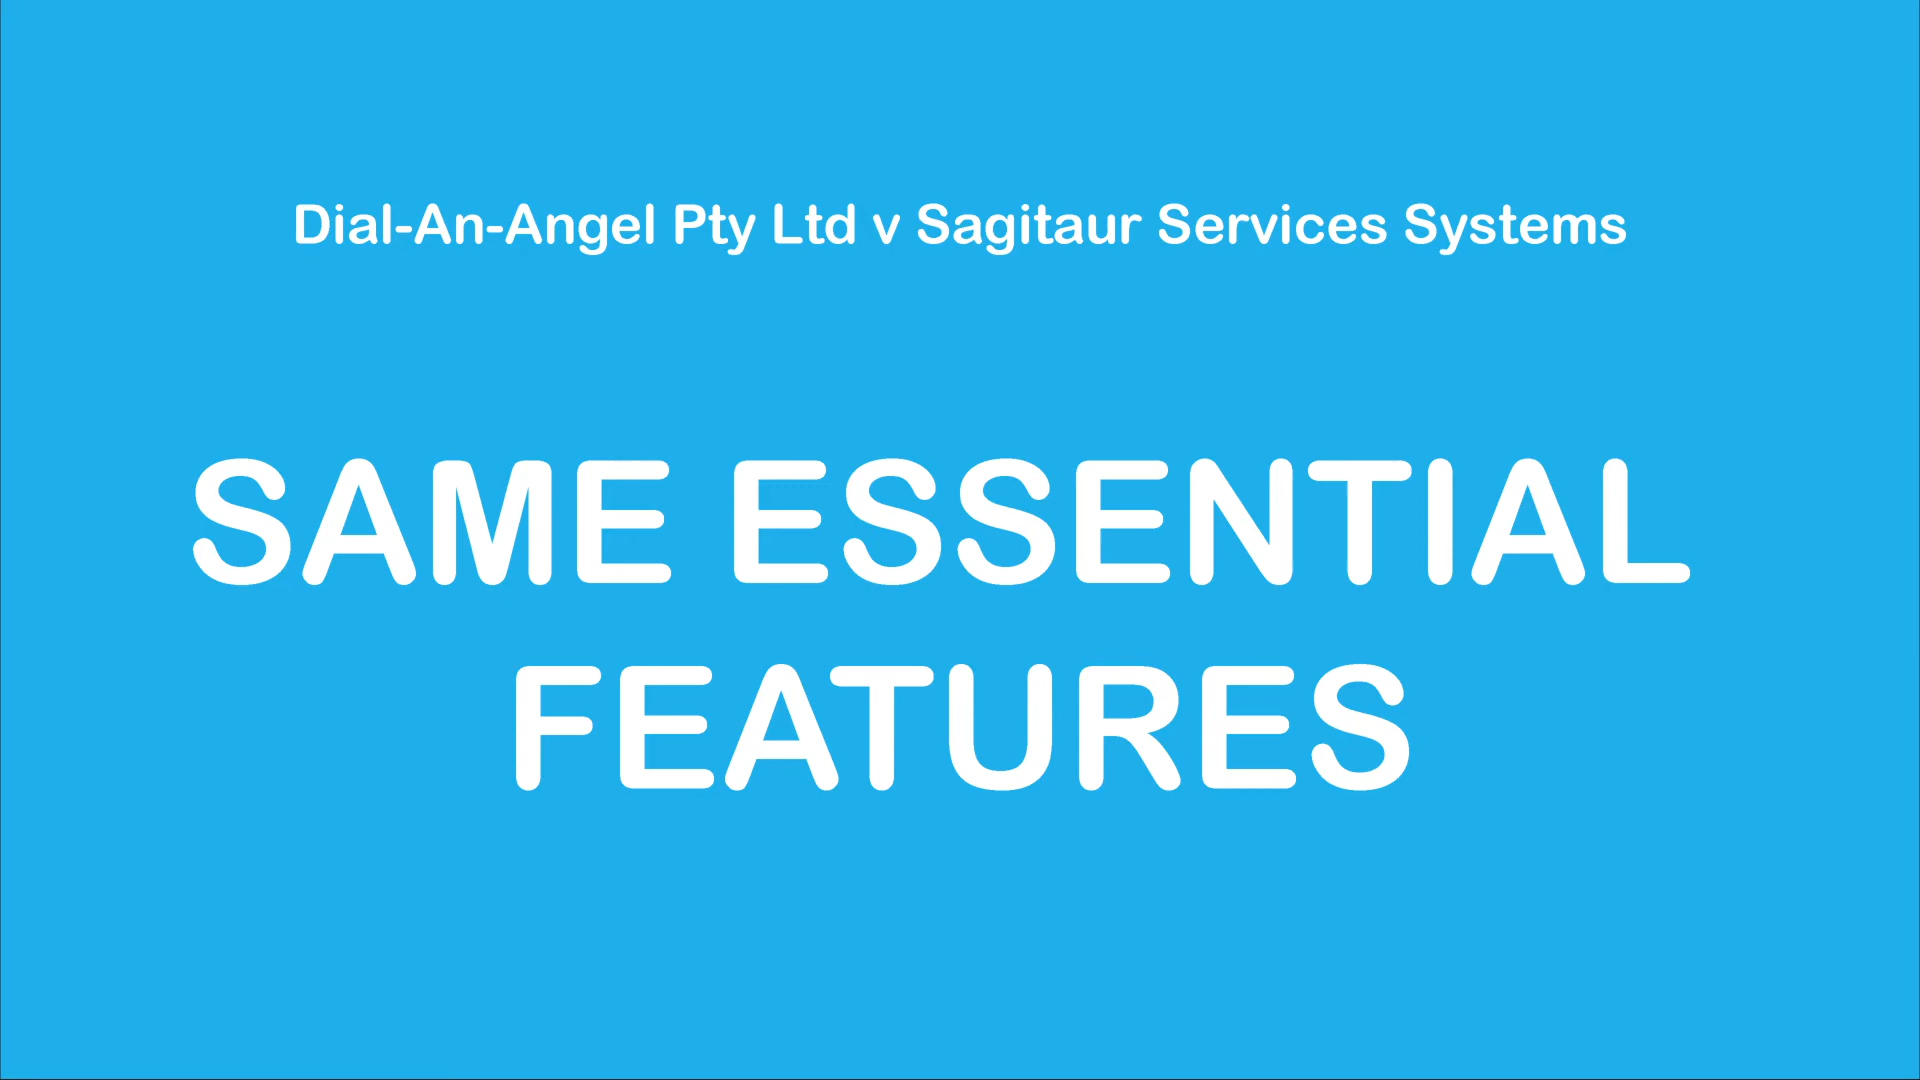 Dial-An-Angel Pty Ltd v Sagitaur Services Systems
SAME ESSENTIAL
FEATURES